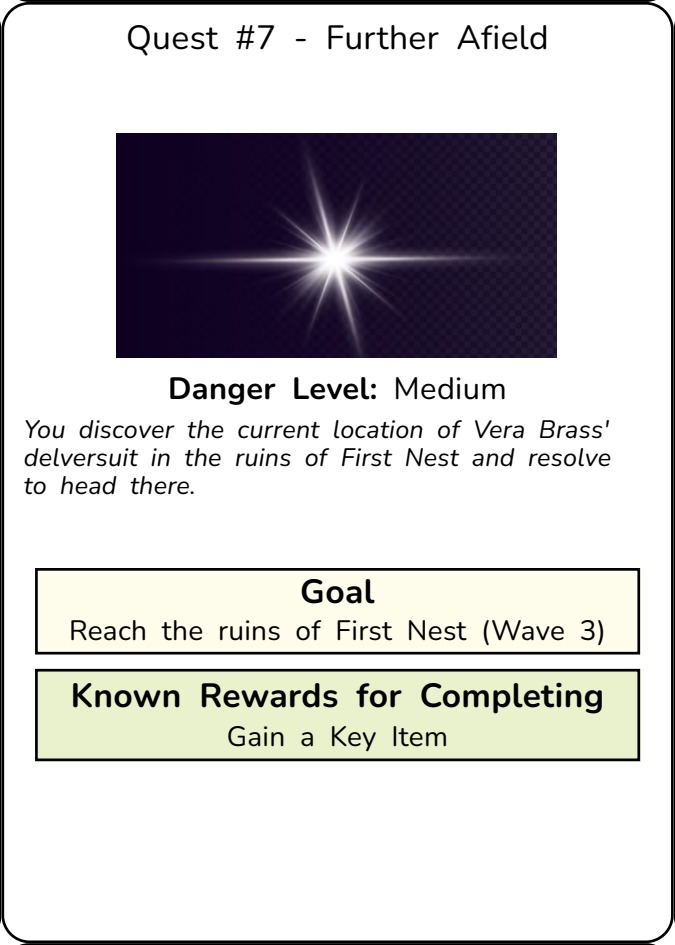 Quest #7 - Further Afield
Danger Level: Medium
You discover the current location of Vera Brass'
delversuit in the ruins of First Nest and resolve
to head there.
Goal
Reach the ruins of First Nest (Wave 3)
Known Rewards for Completing
Gain a Key Item